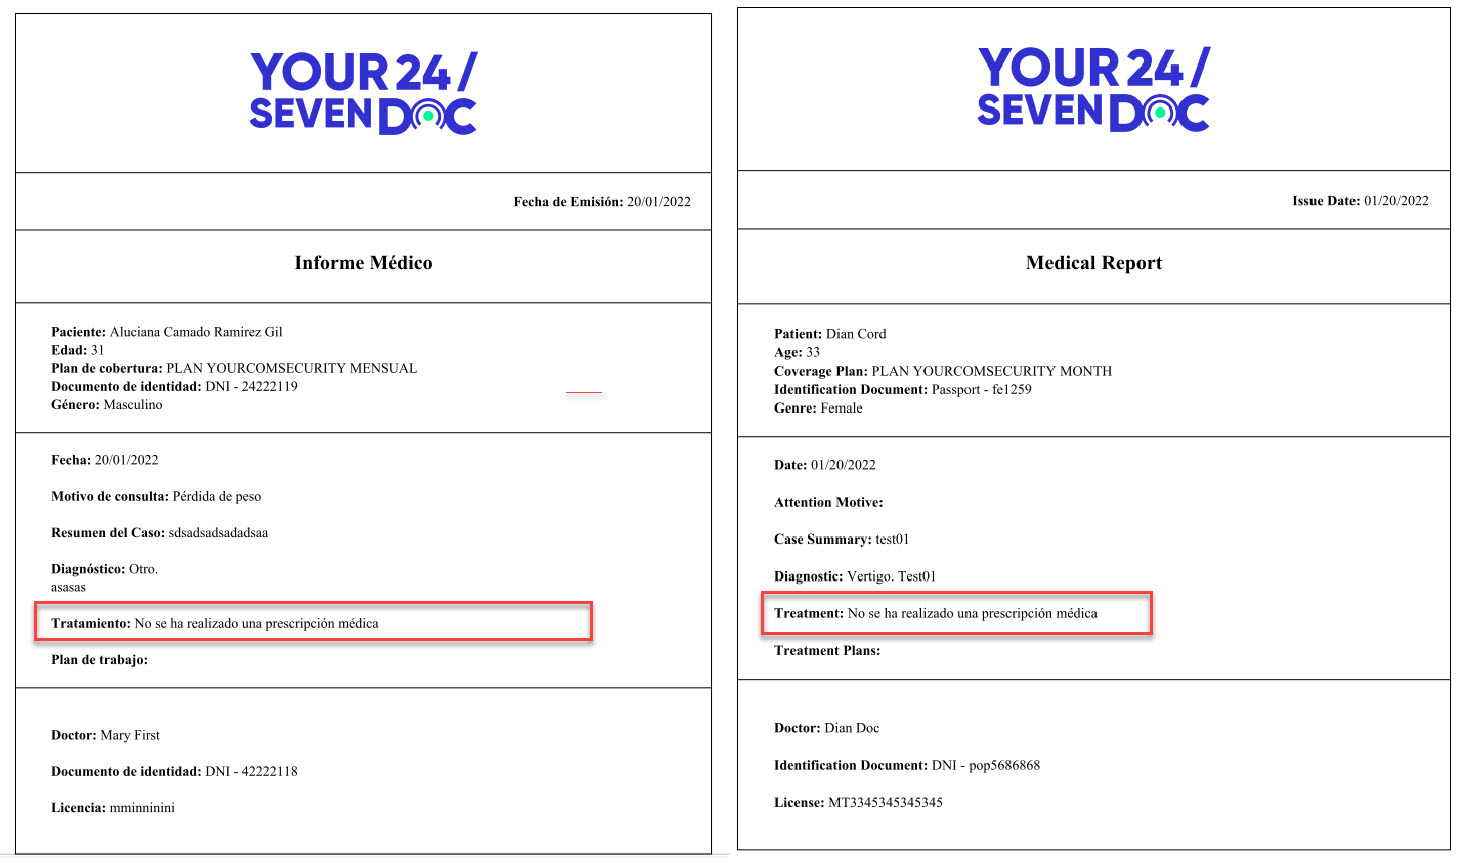 YOUR 24/
SEVEN DOC
Fecha de Emisión: 20/01/2022
Informe Médico
Paciente: Aluciana Camado Ramirez Gil
Edad: 31
Plan de cobertura: PLAN YOURCOMSECURITY MENSUAL
Documento de identidad: DNI - 24222119
Género: Masculino
Fecha: 20/01/2022
Motivo de consulta: Pérdida de peso
Resumen del Caso: sdsadsadsadadsaa
Diagnóstico: Otro.
asasas
Tratamiento: No se ha realizado una prescripción médica
Plan de trabajo:
Doctor: Mary First
Documento de identidad: DNI - 42222118
Licencia: mminninini
YOUR 24/
SEVEN DOC
Issue Date: 01/20/2022
Medical Report
Patient: Dian Cord
Age: 33
Coverage Plan: PLAN YOURCOMSECURITY MONTH
Identification Document: Passport - fe1259
Genre: Female
Date: 01/20/2022
Attention Motive:
Case Summary: test01
Diagnostic: Vertigo. Test01
Treatment: No se ha realizado una prescripción médica
Treatment Plans:
Doctor: Dian Doc
Identification Document: DNI - pop5686868
License: MT3345345345345